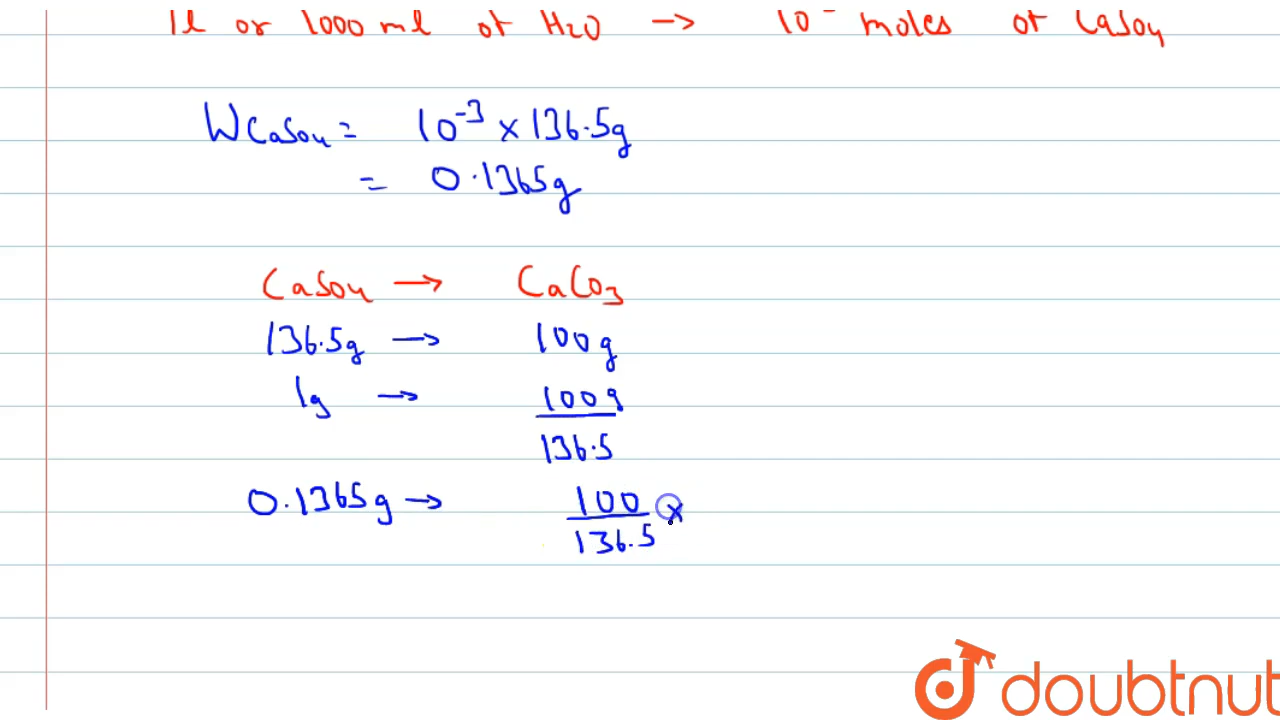 1l or 1000 ml of H2O → 10⁻ moles of CaSO4
WCaSO4 = 10⁻³ × 136.5g
= 0.1365g
CaSO4 → CaCO3
136.5g → 100g
1g → 100g
136.5
0.1365g → 100 ×
136.5
doubtnut